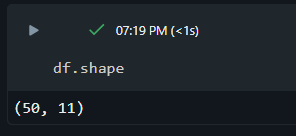 07:19 PM (<1s)
df.shape
(50, 11)